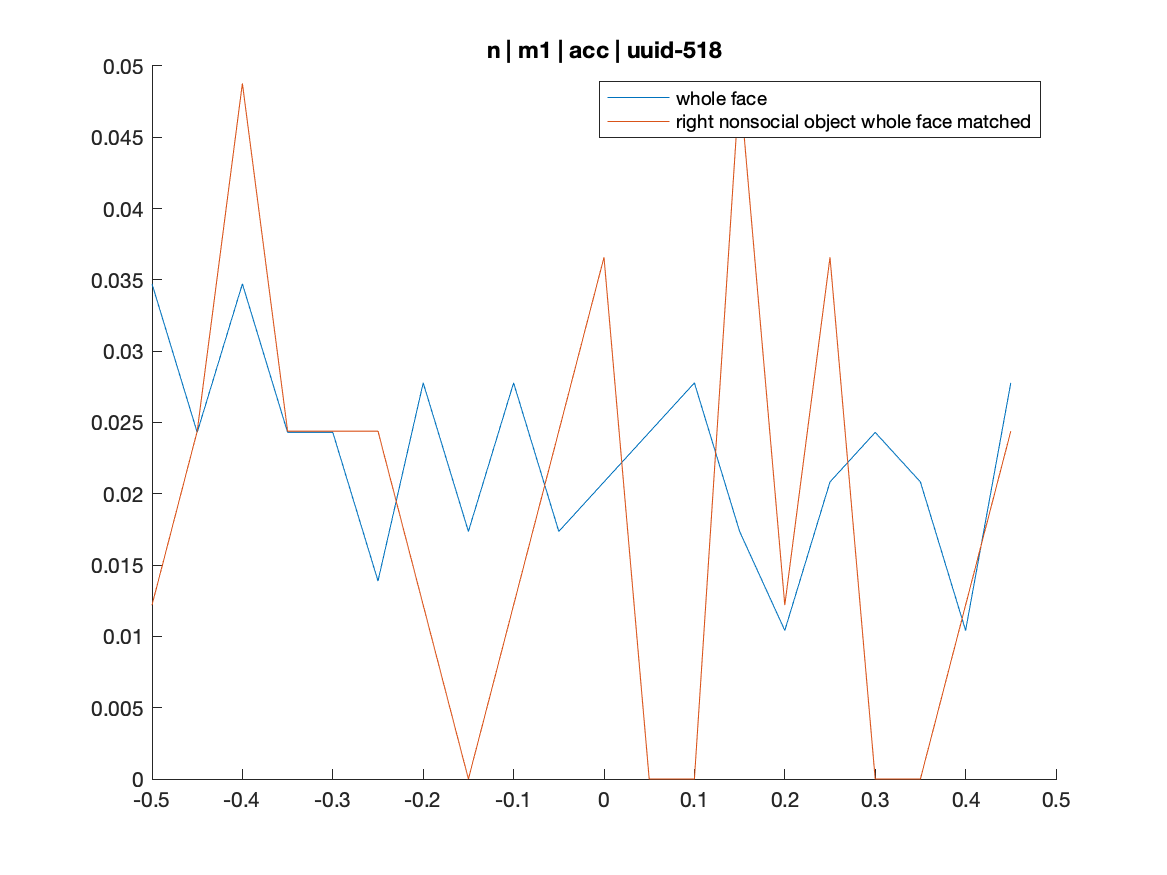 n | m1 | acc | uuid-518
0.05
whole face
right nonsocial object whole face matched
0.045
0.04
0.035
0.03
0.025
0.02
0.015
0.01
0.005
0
-0.5 -0.4 -0.3 -0.2 -0.1 0 0.1 0.2 0.3 0.4 0.5